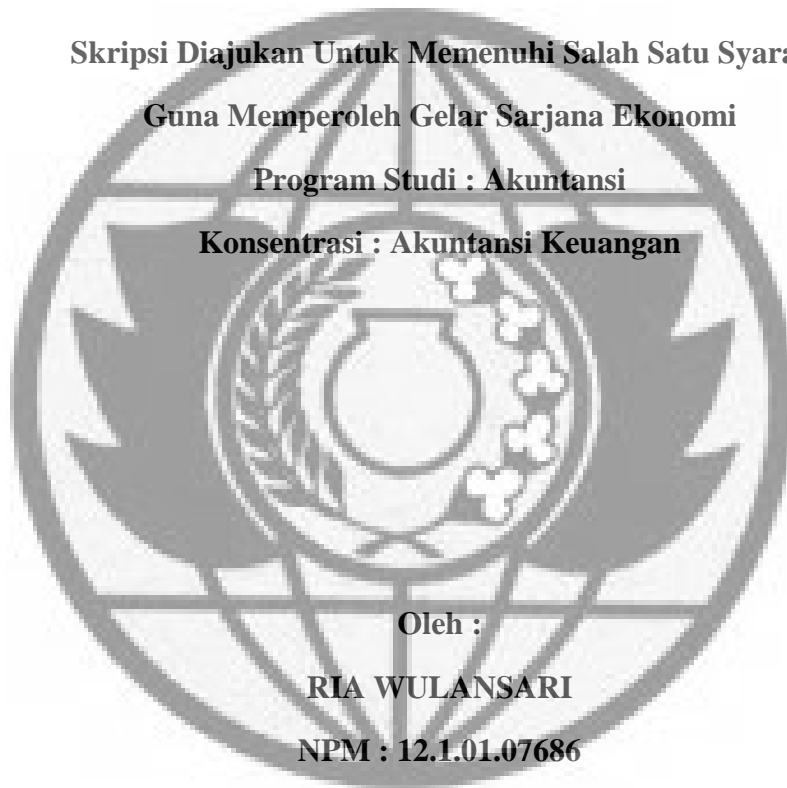 Skripsi Diajukan Untuk Memenuhi Salah Satu
Guna Memperoleh Gelar Sarjana Ekonomi
Program Studi : Akuntansi
Konsentrasi : Akuntansi Keuangan
Oleh :
RIA WULANSARI
NPM : 12.1.01.07686